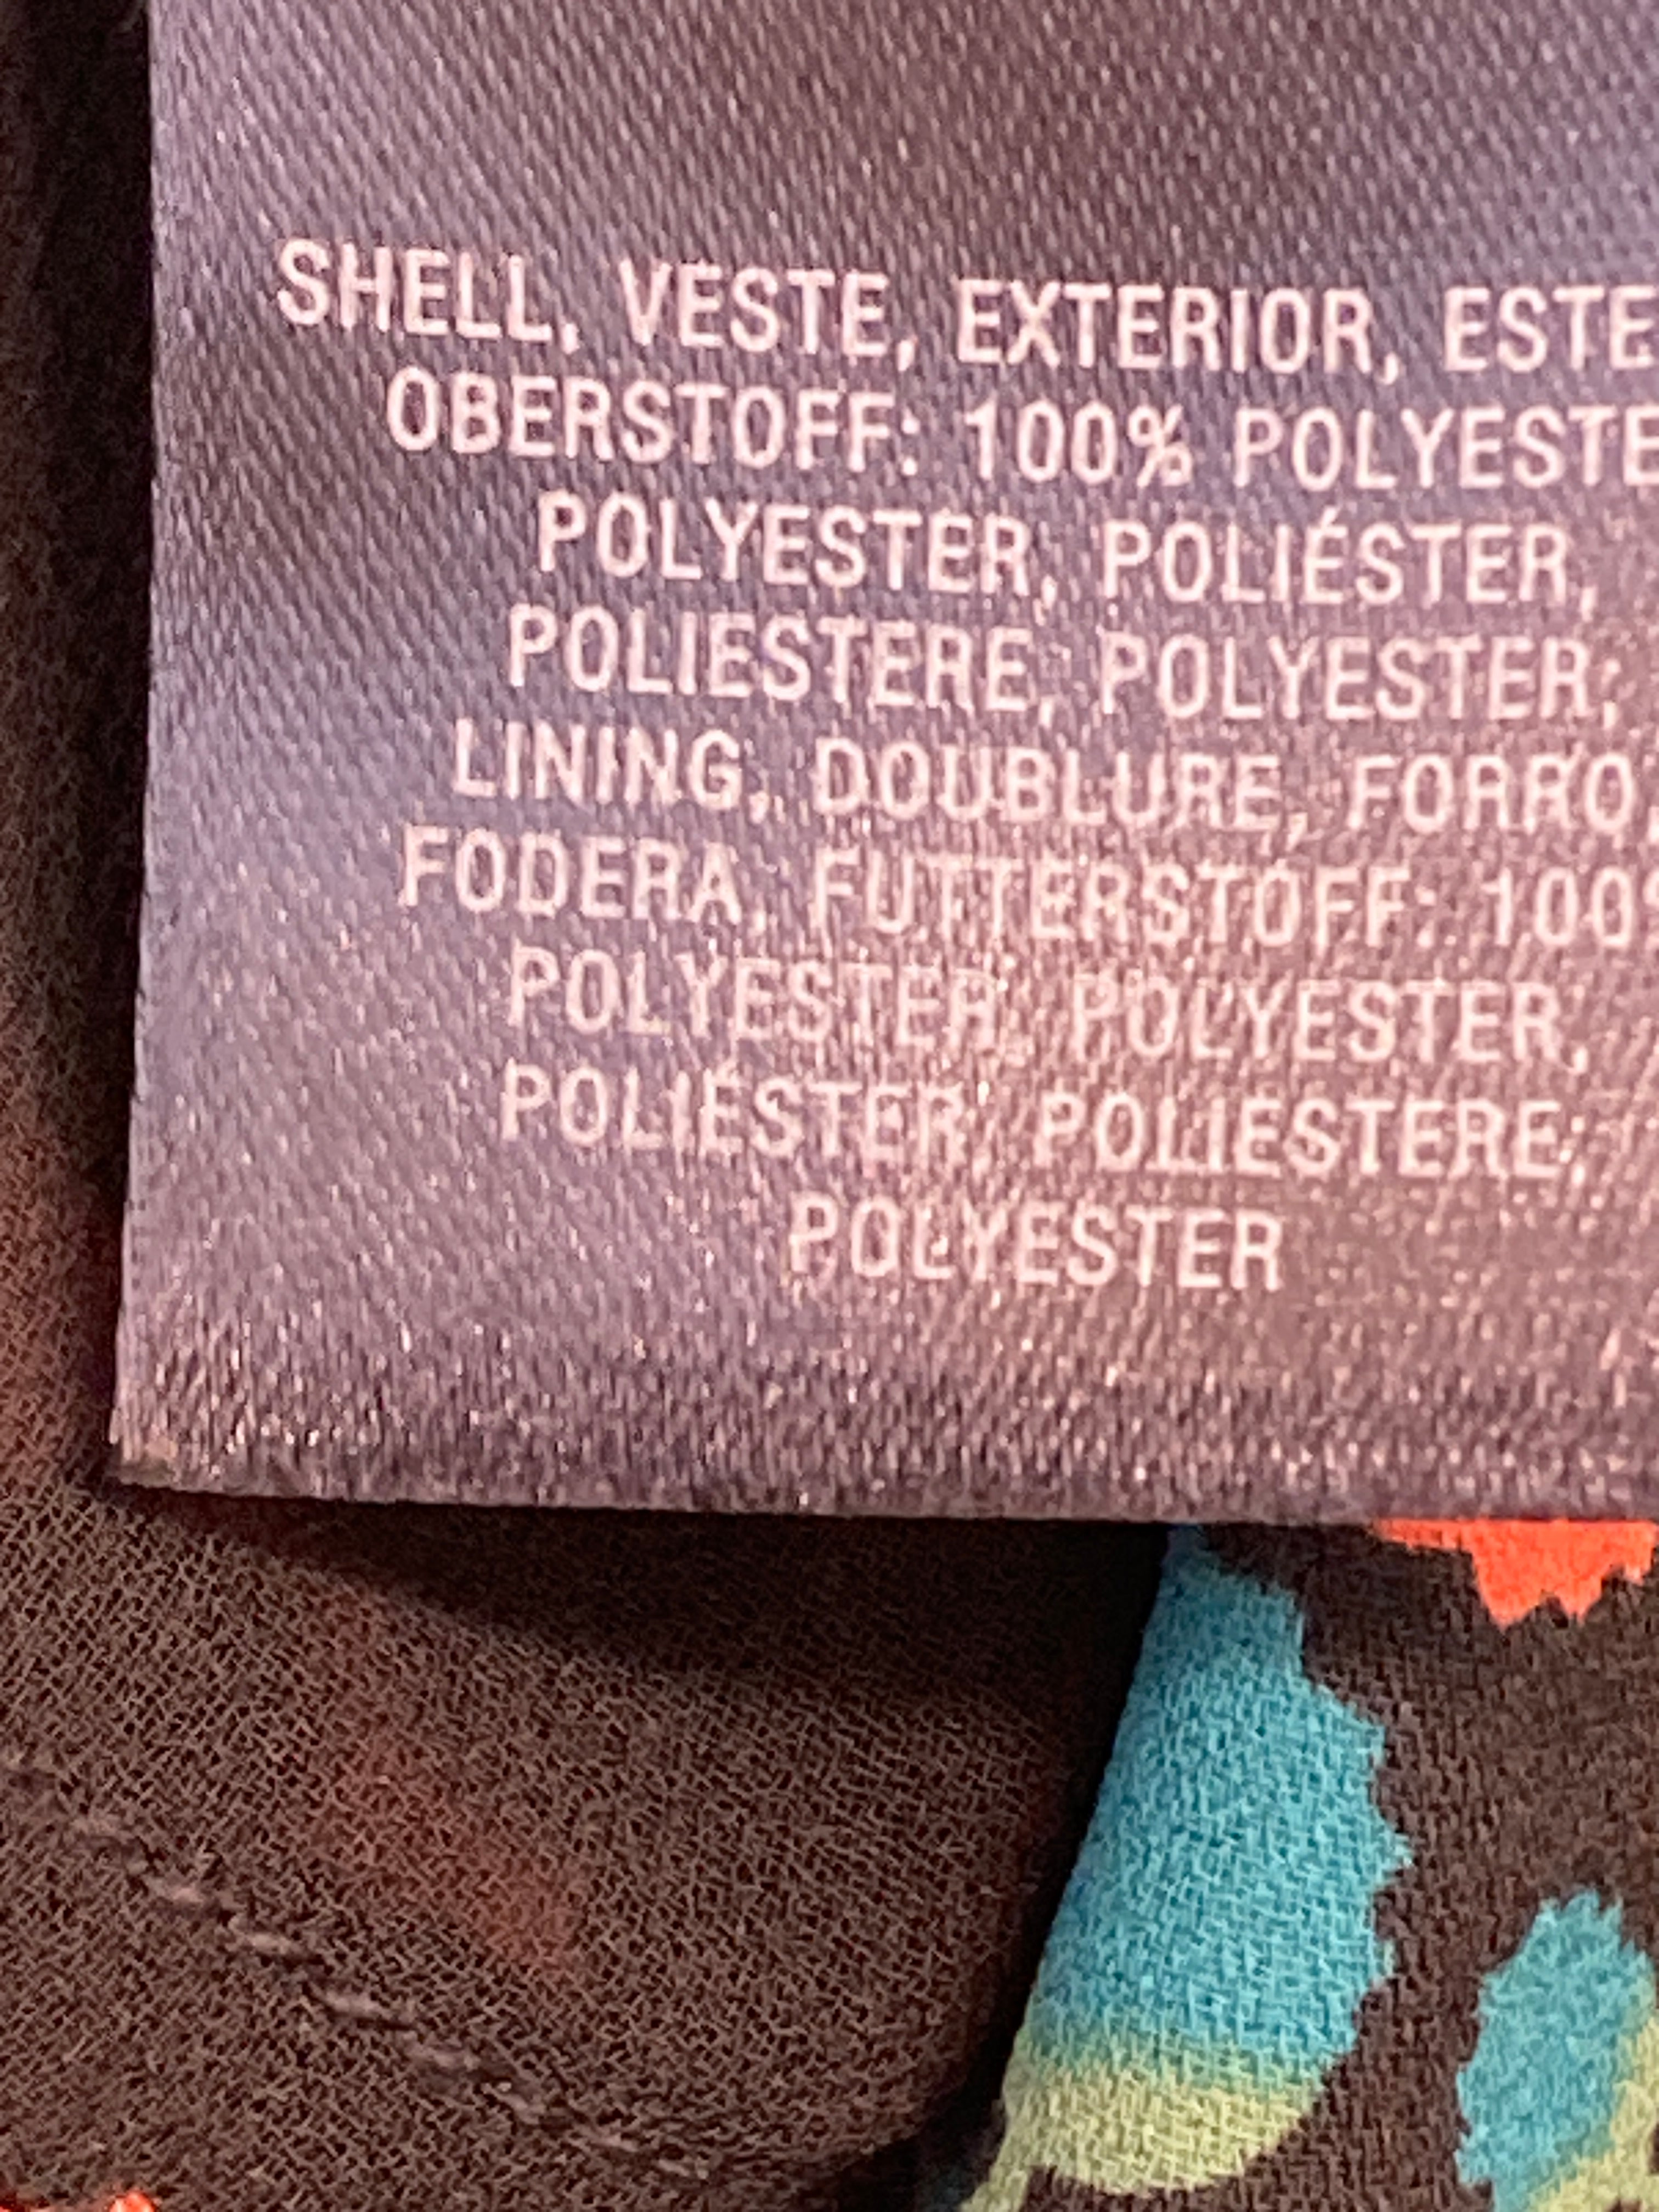 SHELL, VESTE, EXTERIOR, ESTE
OBERSTOFF: 100% POLYESTE
POLYESTER, POLIÉSTER,
POLIESTERE, POLYESTER;
LINING, DOUBLURE, FORRO,
FODERA, FUTTERSTOFF: 100%
POLYESTER, POLYESTER,
POLIÉSTER, POLIESTERE,
POLYESTER